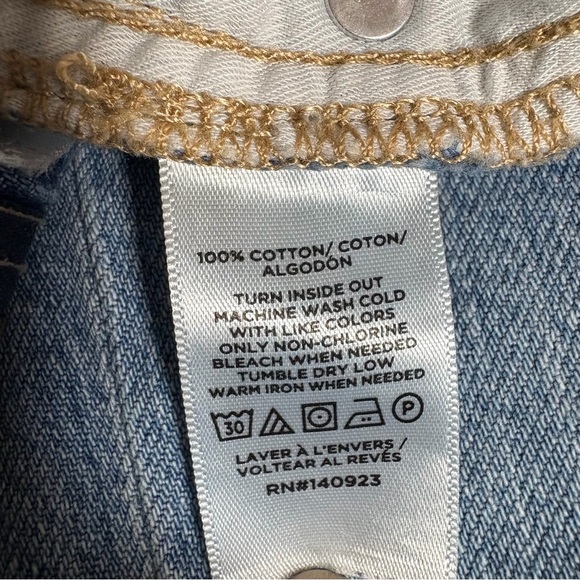 100% COTTON/ COTON/
ALGODÓN
TURN INSIDE OUT
MACHINE WASH COLD
WITH LIKE COLORS
ONLY NON-CHLORINE
BLEACH WHEN NEEDED
TUMBLE DRY LOW
WARM IRON WHEN NEEDED
30 P
LAVER À L'ENVERS/
VOLTEAR AL REVÉS
RN#140923